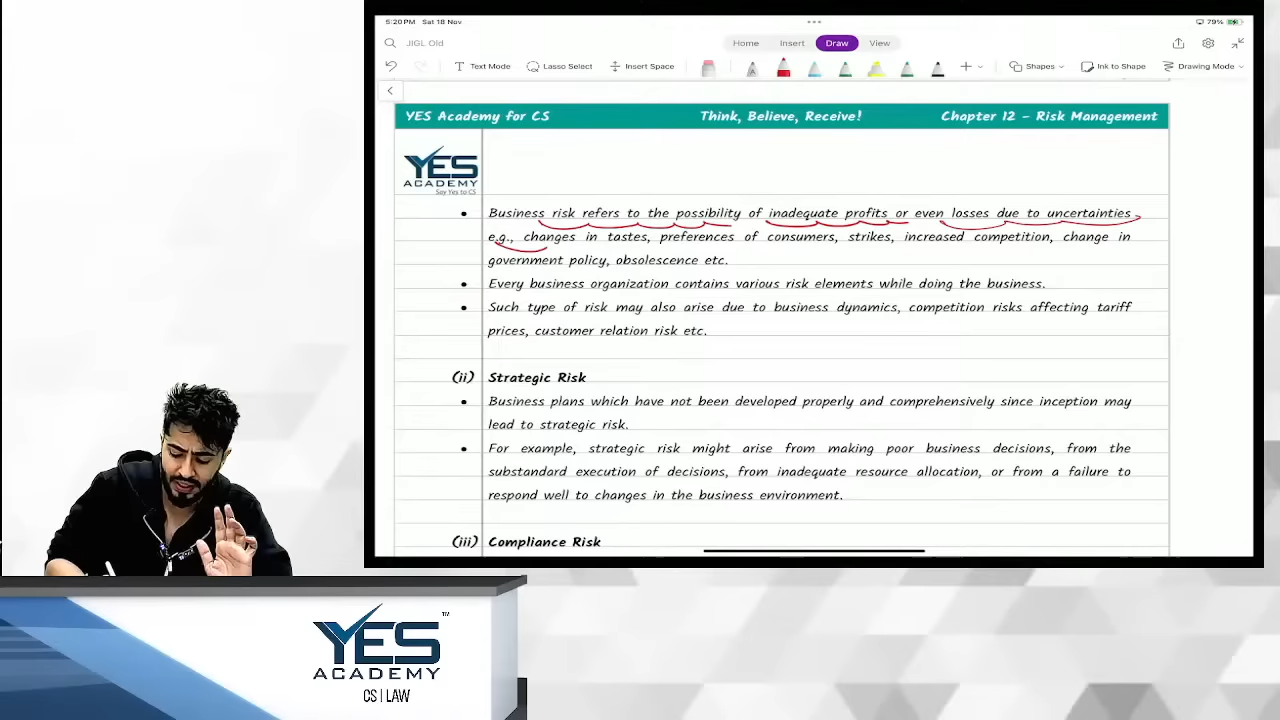 5:20PM Sat 18 Nov
79%
JIGL Old
Home Insert Draw View
Text Mode Lasso Select Insert Space Shapes Ink to Shape Drawing Mode
YES Academy for CS Think, Believe, Receive! Chapter 12 – Risk Management
YES
ACADEMY
Say Yes to CS
• Business risk refers to the possibility of inadequate profits or even losses due to uncertainties
e.g., changes in tastes, preferences of consumers, strikes, increased competition, change in
government policy, obsolescence etc.
• Every business organization contains various risk elements while doing the business.
• Such type of risk may also arise due to business dynamics, competition risks affecting tariff
prices, customer relation risk etc.
(ii) Strategic Risk
• Business plans which have not been developed properly and comprehensively since inception may
lead to strategic risk.
• For example, strategic risk might arise from making poor business decisions, from the
substandard execution of decisions, from inadequate resource allocation, or from a failure to
respond well to changes in the business environment.
(iii) Compliance Risk
YES ™
ACADEMY
CS | LAW